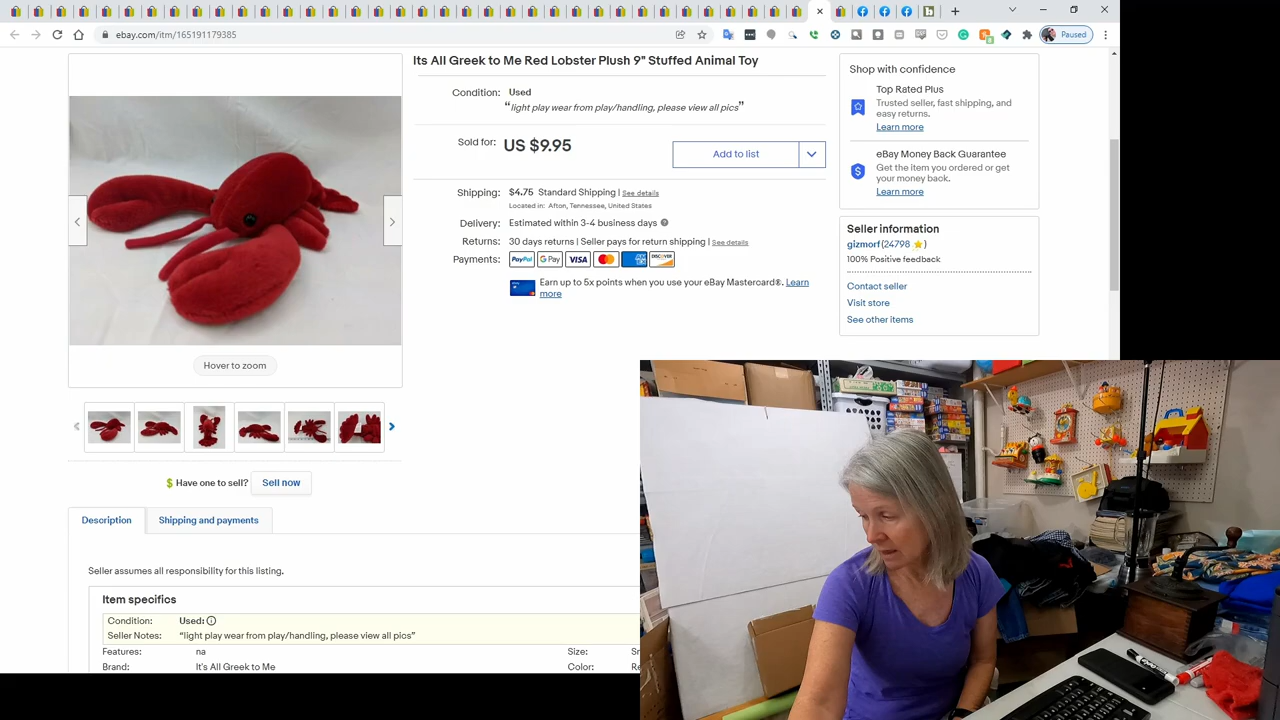 ebay.com/itm/165191179385
Paused
Its All Greek to Me Red Lobster Plush 9" Stuffed Animal Toy
Condition: Used
"light play wear from play/handling, please view all pics"
Sold for: US $9.95
Add to list
Shipping: $4.75 Standard Shipping | See details
Located in: Afton, Tennessee, United States
Delivery: Estimated within 3-4 business days
Returns: 30 days returns | Seller pays for return shipping | See details
Payments: PayPal G Pay VISA DISCOVER
Earn up to 5x points when you use your eBay Mastercard®. Learn
more
Shop with confidence
Top Rated Plus
Trusted seller, fast shipping, and
easy returns.
Learn more
eBay Money Back Guarantee
Get the item you ordered or get
your money back.
Learn more
Seller information
gizmorf (24798 )
100% Positive feedback
Contact seller
Visit store
See other items
Hover to zoom
$ Have one to sell? Sell now
Description
Shipping and payments
Seller assumes all responsibility for this listing.
Item specifics
Condition: Used:
Seller Notes: "light play wear from play/handling, please view all pics"
Features: na
Size:
Brand: It's All Greek to Me
Color: